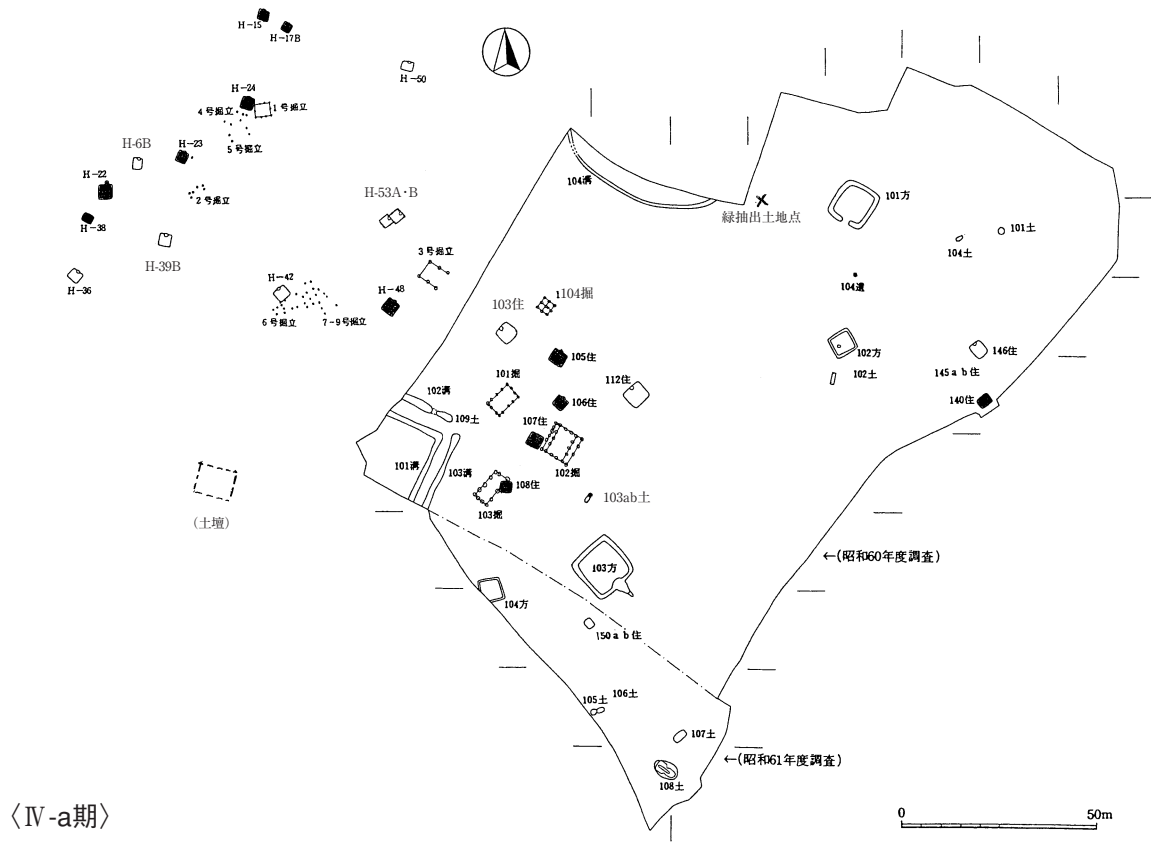 H-15
H-17B
H-50
H-24
4号掘立
1号掘立
5号掘立
H-6B
H-23
H-22
2号掘立
H-38
H-39B
H-36
H-53A・B
3号掘立
H-42
H-48
6号掘立
7-9号掘立
(土壇)
104溝
緑抽出土地点
101方
104土
101土
104遺
102方
102土
146住
145ab住
140住
103住
104掘
105住
101掘
112住
102溝
109土
106住
107住
101溝
103溝
102掘
108住
103掘
103ab土
103方
104方
150ab住
105土
106土
107土
108土
←(昭和60年度調査)
←(昭和61年度調査)
〈Ⅳ-a期〉
0
50m